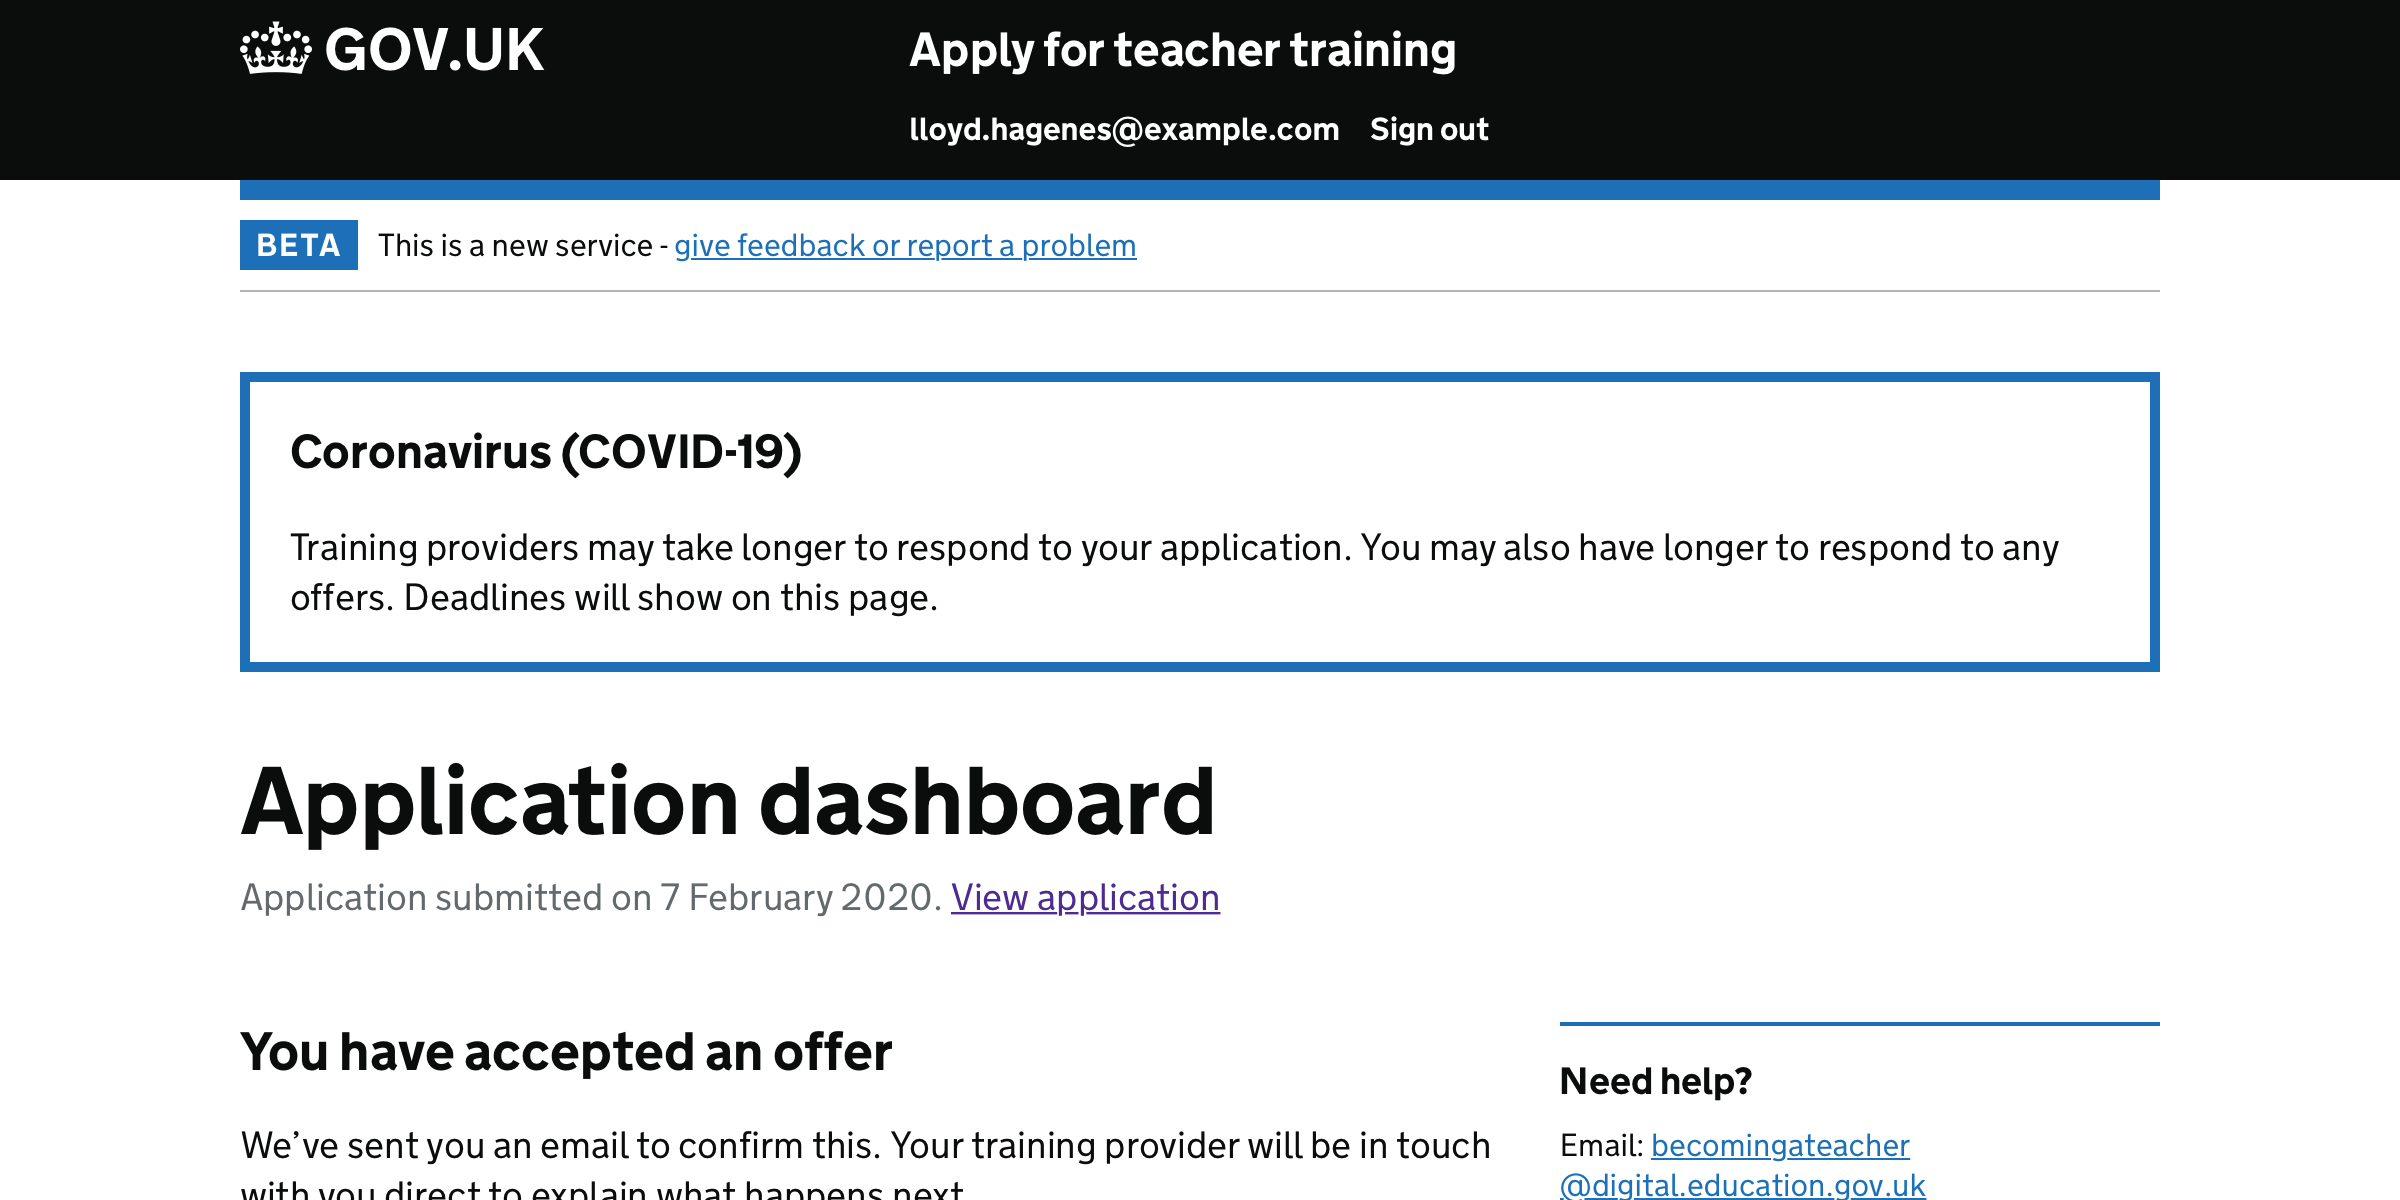 GOV.UK
Apply for teacher training
lloyd.hagenes@example.com Sign out
BETA This is a new service - give feedback or report a problem
Coronavirus (COVID-19)
Training providers may take longer to respond to your application. You may also have longer to respond to any
offers. Deadlines will show on this page.
Application dashboard
Application submitted on 7 February 2020. View application
You have accepted an offer
We’ve sent you an email to confirm this. Your training provider will be in touch
with you direct to explain what happens next.
Need help?
Email: becomingateacher
@digital.education.gov.uk